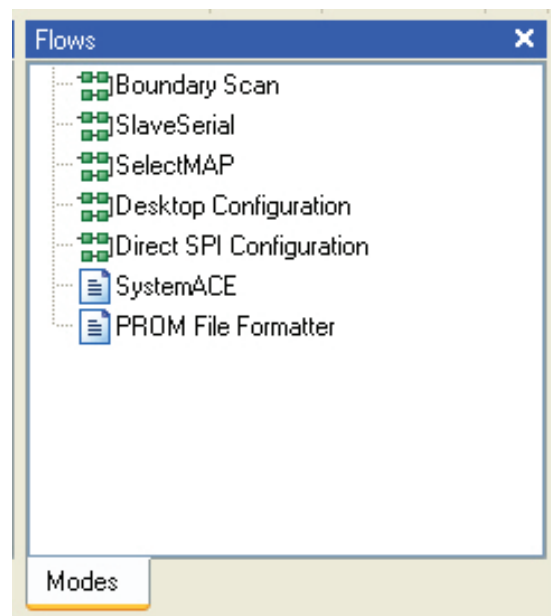 Flows
Boundary Scan
SlaveSerial
SelectMAP
Desktop Configuration
Direct SPI Configuration
SystemACE
PROM File Formatter
Modes